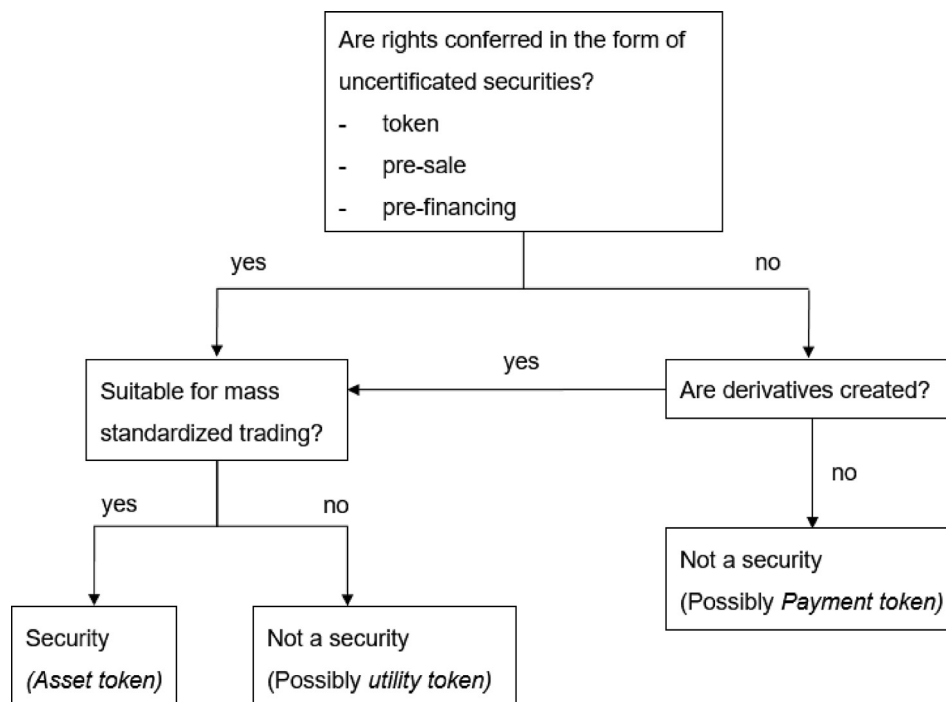 Are rights conferred in the form of
uncertificated securities?
- token
- pre-sale
- pre-financing
yes
no
Suitable for mass
standardized trading?
yes
Are derivatives created?
yes
no
no
Security
(Asset token)
Not a security
(Possibly utility token)
Not a security
(Possibly Payment token)